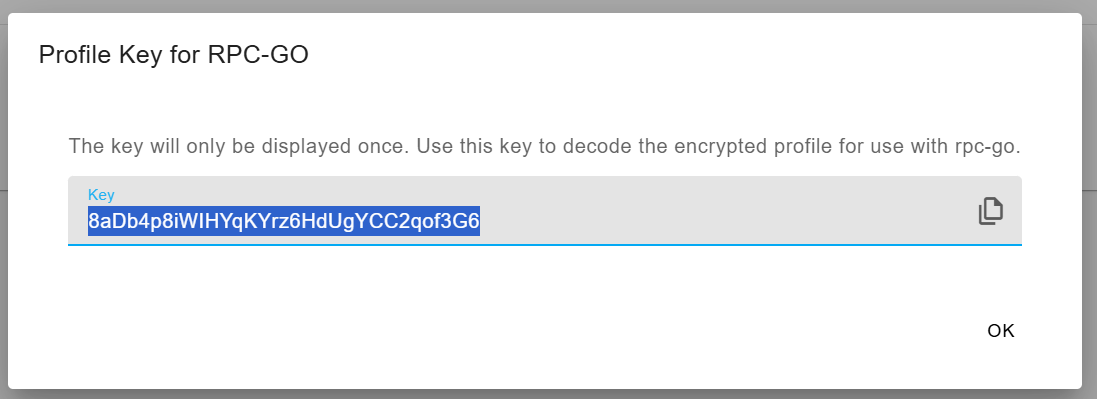 Profile Key for RPC-GO
The key will only be displayed once. Use this key to decode the encrypted profile for use with rpc-go.
Key
8aDb4p8iWIHYqKYrz6HdUgYCC2qof3G6
OK